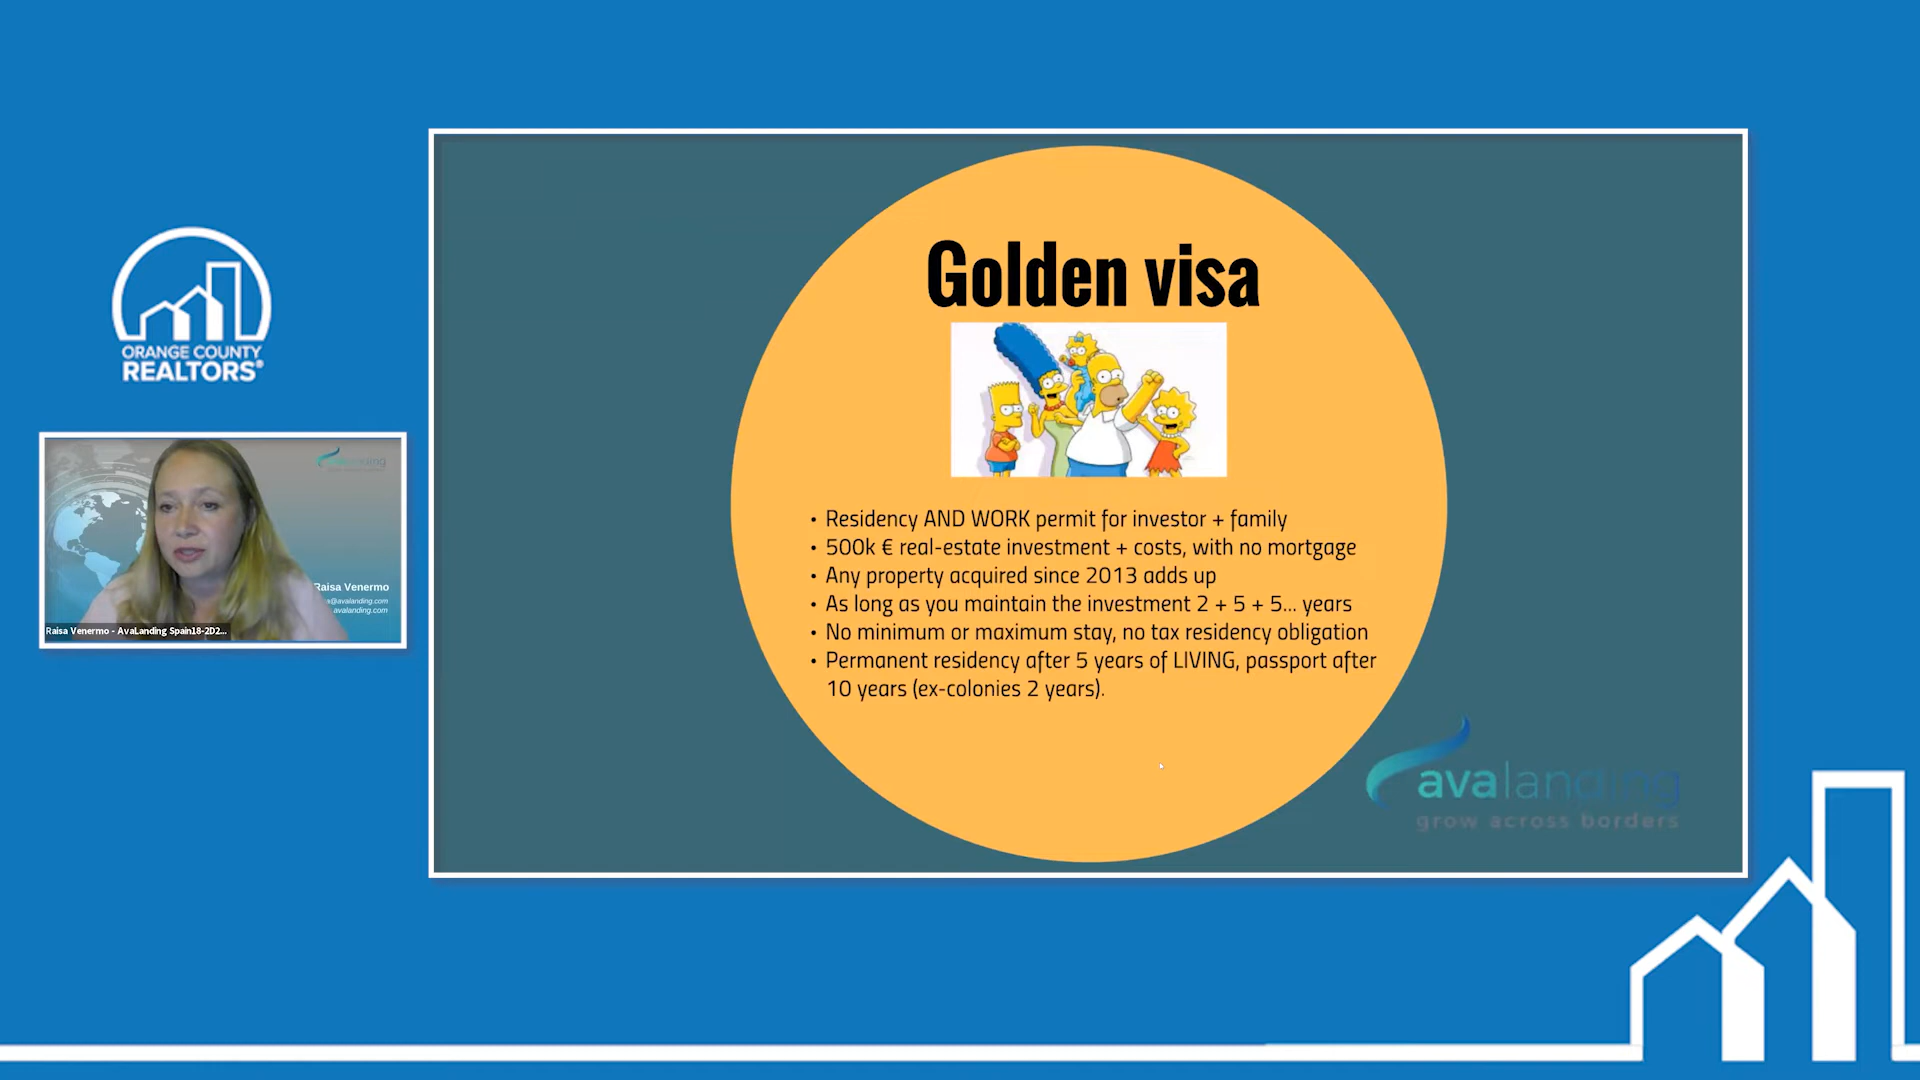 ORANGE COUNTY
REALTORS®
avalanding
Raisa Venermo
@avalanding.com
avalanding.com
Raisa Venermo - AvaLanding Spain18-2D2...
Golden visa
• Residency AND WORK permit for investor + family
• 500k € real-estate investment + costs, with no mortgage
• Any property acquired since 2013 adds up
• As long as you maintain the investment 2 + 5 + 5... years
• No minimum or maximum stay, no tax residency obligation
• Permanent residency after 5 years of LIVING, passport after
10 years (ex-colonies 2 years).
avalanding
grow across borders